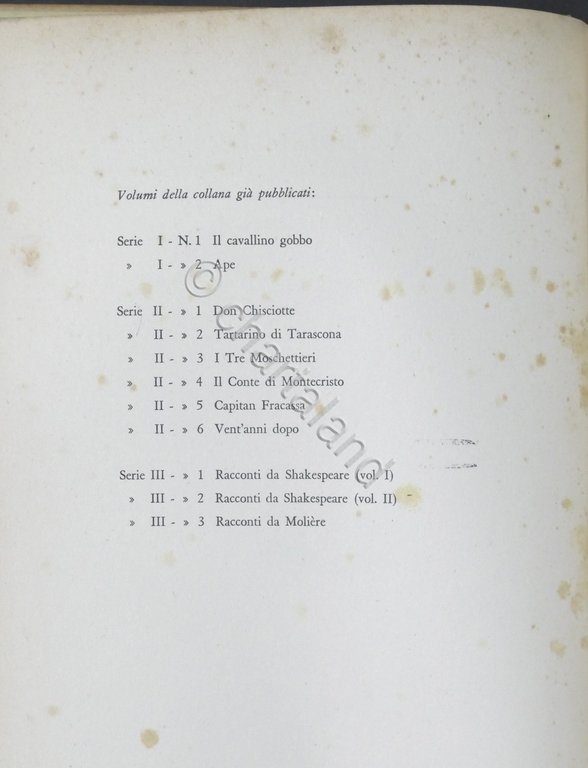 Volumi della collana già pubblicati:
Serie I - N. 1 Il cavallino gobbo
» I - » 2 Ape
Serie II - » 1 Don Chisciotte
» II - » 2 Tartarino di Tarascona
» II - » 3 I Tre Moschettieri
» II - » 4 Il Conte di Montecristo
» II - » 5 Capitan Fracassa
» II - » 6 Vent'anni dopo
Serie III - » 1 Racconti da Shakespeare (vol. I)
» III - » 2 Racconti da Shakespeare (vol. II)
» III - » 3 Racconti da Molière
© chartaland